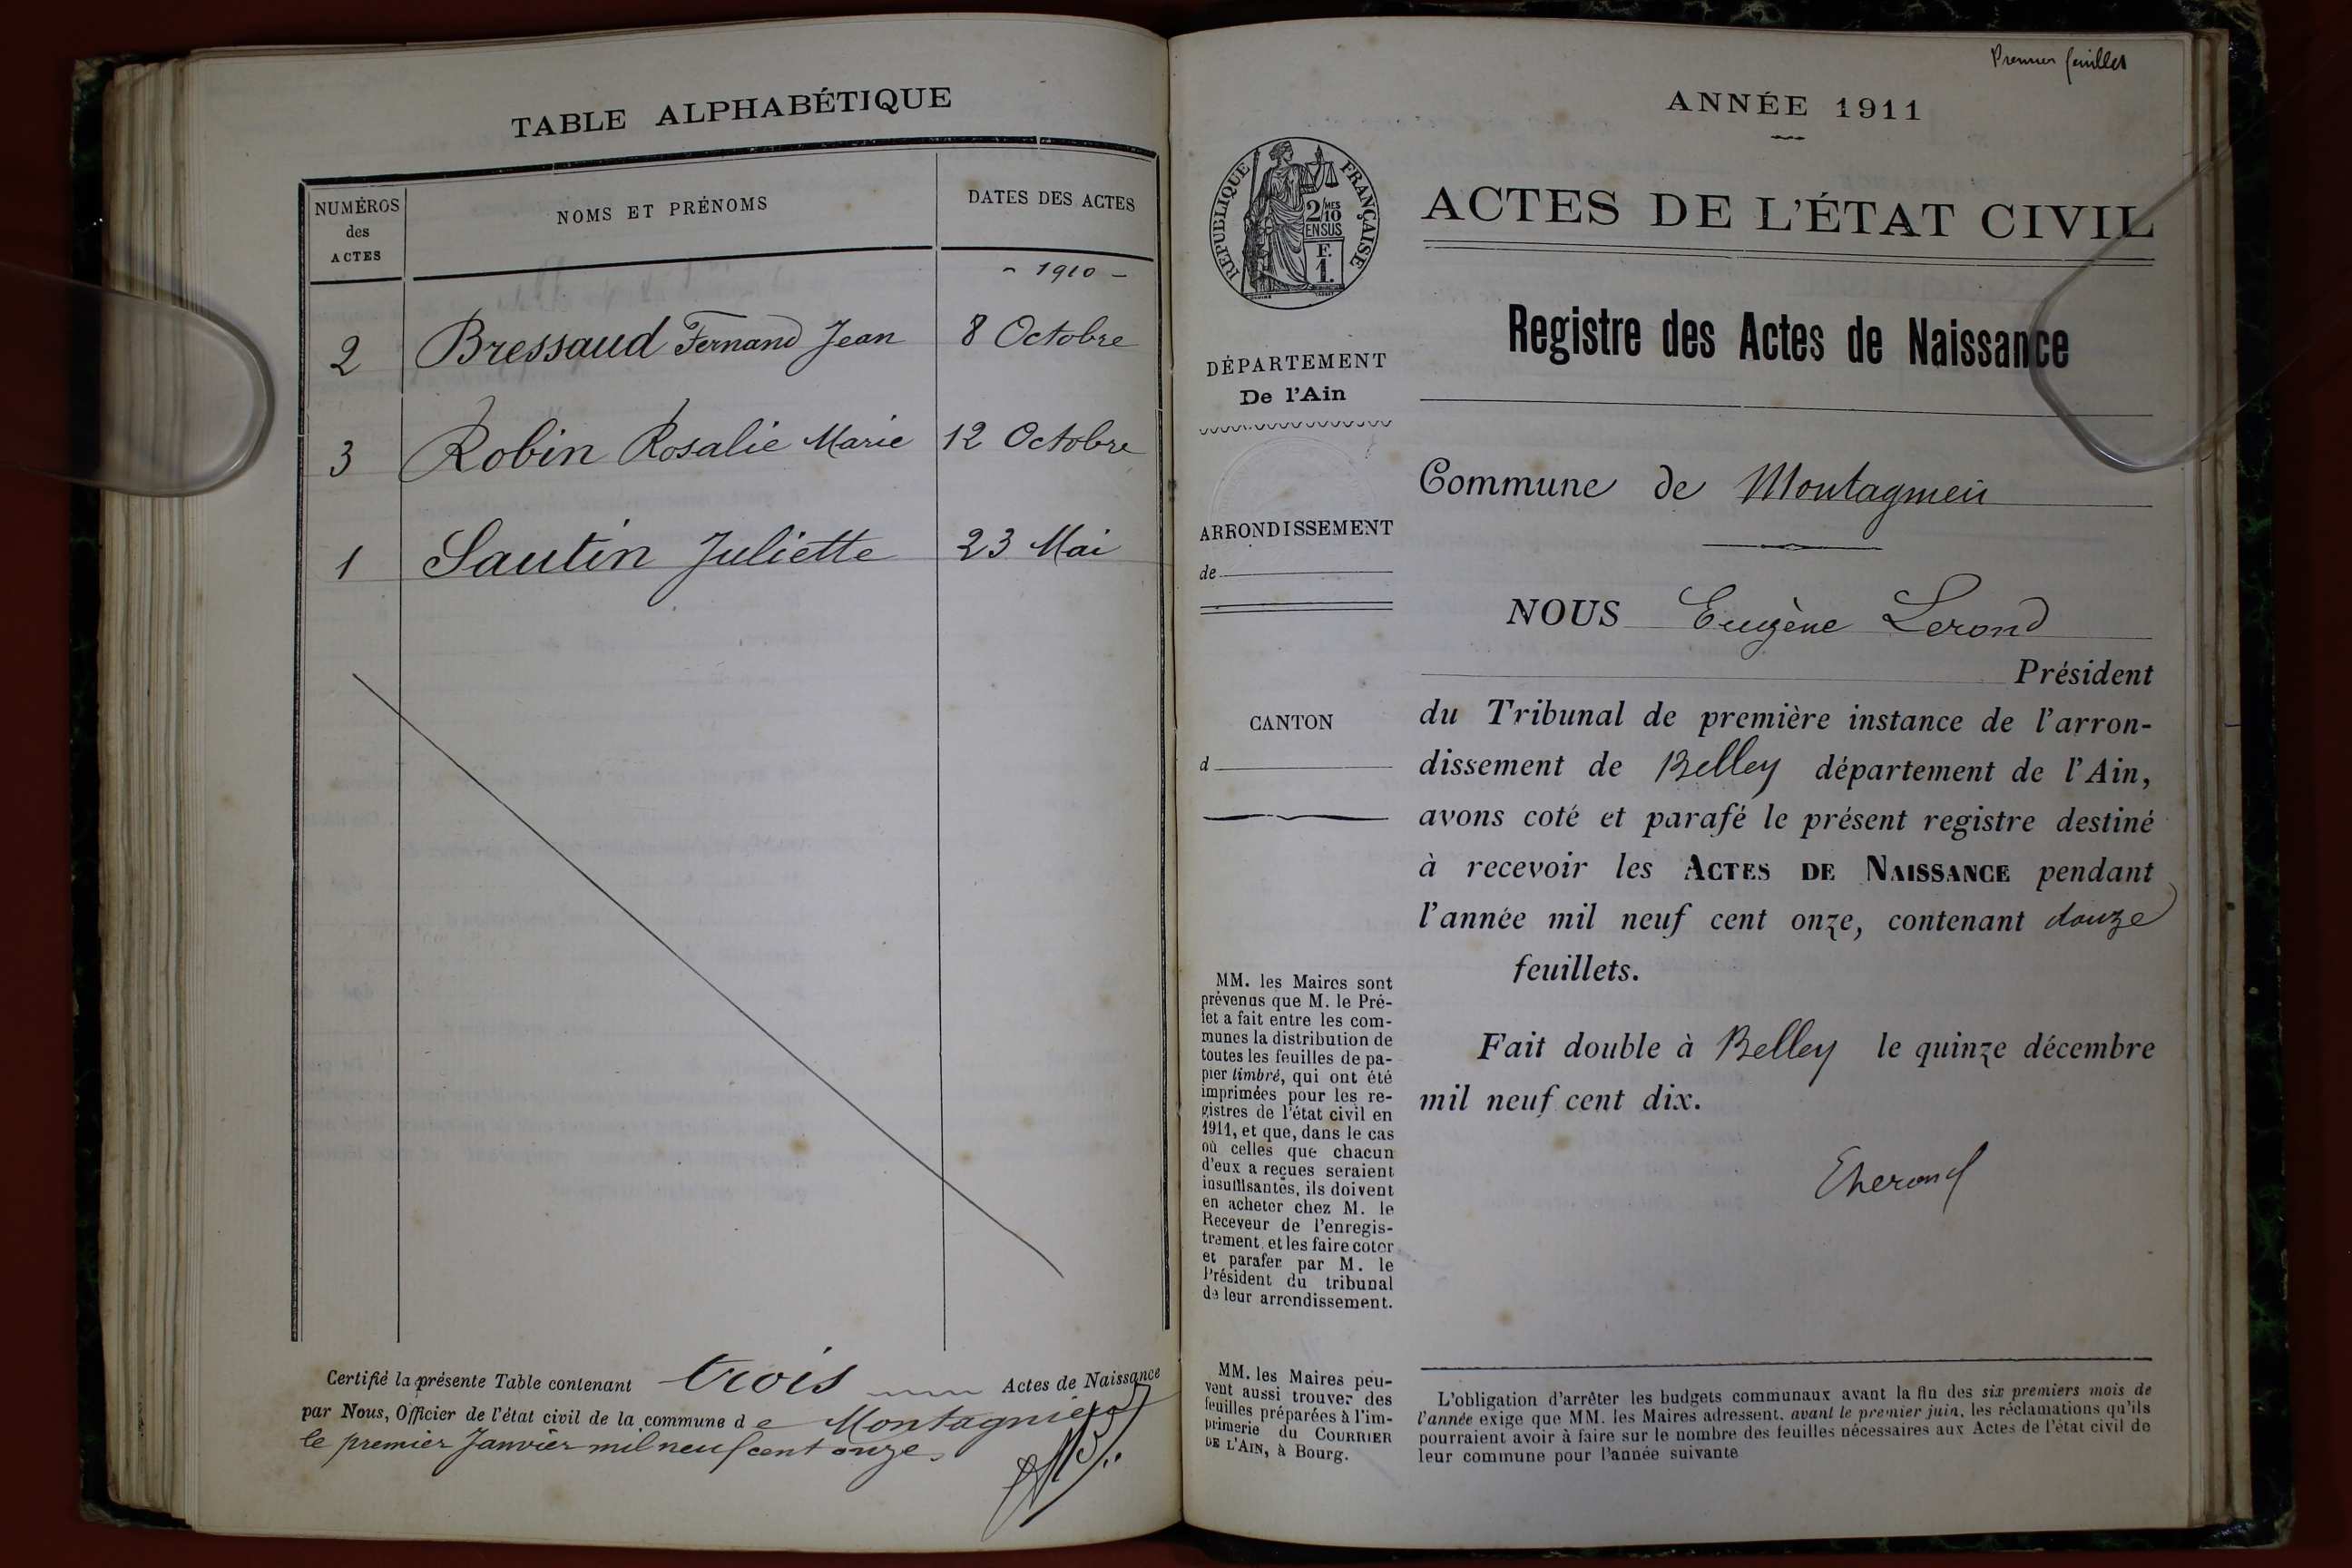 TABLE ALPHABÉTIQUE
NUMÉROS
des
ACTES
NOMS ET PRÉNOMS
DATES DES ACTES
- 1910 -
2 Bressaud Fernand Jean 8 Octobre
3 Robin Rosalie Marie 12 Octobre
1 Sautin Juliette 23 Mai
Certifié la présente Table contenant trois Actes de Naissance
par Nous, Officier de l'état civil de la commune de Montagnieu
le premier Janvier mil neuf cent onze.
Premier feuillet
ANNÉE 1911
RÉPUBLIQUE FRANÇAISE
2/MES
10
EN SUS
F.
1.
ACTES DE L'ÉTAT CIVIL
Registre des Actes de Naissance
DÉPARTEMENT
De l'Ain
ARRONDISSEMENT
de
CANTON
d
MM. les Maires sont
prévenus que M. le Pré-
fet a fait entre les com-
munes la distribution de
toutes les feuilles de pa-
pier timbré, qui ont été
imprimées pour les re-
gistres de l'état civil en
1911, et que, dans le cas
où celles que chacun
d'eux a reçues seraient
insuffisantes, ils doivent
en acheter chez M. le
Receveur de l'enregis-
trement, et les faire coter
et parafer par M. le
Président du tribunal
de leur arrondissement.
MM. les Maires peu-
vent aussi trouver des
feuilles préparées à l'im-
primerie du COURRIER
DE L'AIN, à Bourg.
Commune de Montagnieu
NOUS Eugène Lerond
Président
du Tribunal de première instance de l'arron-
dissement de Belley département de l'Ain,
avons coté et parafé le présent registre destiné
à recevoir les ACTES DE NAISSANCE pendant
l'année mil neuf cent onze, contenant douze
feuillets.
Fait double à Belley le quinze décembre
mil neuf cent dix.
ELerond
L'obligation d'arrêter les budgets communaux avant la fin des six premiers mois de
l'année exige que MM. les Maires adressent, avant le premier juin, les réclamations qu'ils
pourraient avoir à faire sur le nombre des feuilles nécessaires aux Actes de l'état civil de
leur commune pour l'année suivante